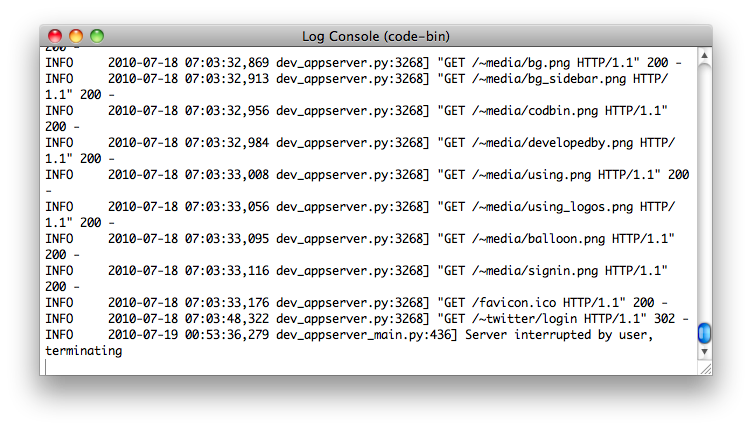 Log Console (code-bin)
200 -
INFO     2010-07-18 07:03:32,869 dev_appserver.py:3268] "GET /~media/bg.png HTTP/1.1" 200 -
INFO     2010-07-18 07:03:32,913 dev_appserver.py:3268] "GET /~media/bg_sidebar.png HTTP/
1.1" 200 -
INFO     2010-07-18 07:03:32,956 dev_appserver.py:3268] "GET /~media/codbin.png HTTP/1.1"
200 -
INFO     2010-07-18 07:03:32,984 dev_appserver.py:3268] "GET /~media/developedby.png HTTP/
1.1" 200 -
INFO     2010-07-18 07:03:33,008 dev_appserver.py:3268] "GET /~media/using.png HTTP/1.1" 200
-
INFO     2010-07-18 07:03:33,056 dev_appserver.py:3268] "GET /~media/using_logos.png HTTP/
1.1" 200 -
INFO     2010-07-18 07:03:33,095 dev_appserver.py:3268] "GET /~media/balloon.png HTTP/1.1"
200 -
INFO     2010-07-18 07:03:33,116 dev_appserver.py:3268] "GET /~media/signin.png HTTP/1.1"
200 -
INFO     2010-07-18 07:03:33,176 dev_appserver.py:3268] "GET /favicon.ico HTTP/1.1" 200 -
INFO     2010-07-18 07:03:48,322 dev_appserver.py:3268] "GET /~twitter/login HTTP/1.1" 302 -
INFO     2010-07-19 00:53:36,279 dev_appserver_main.py:436] Server interrupted by user,
terminating